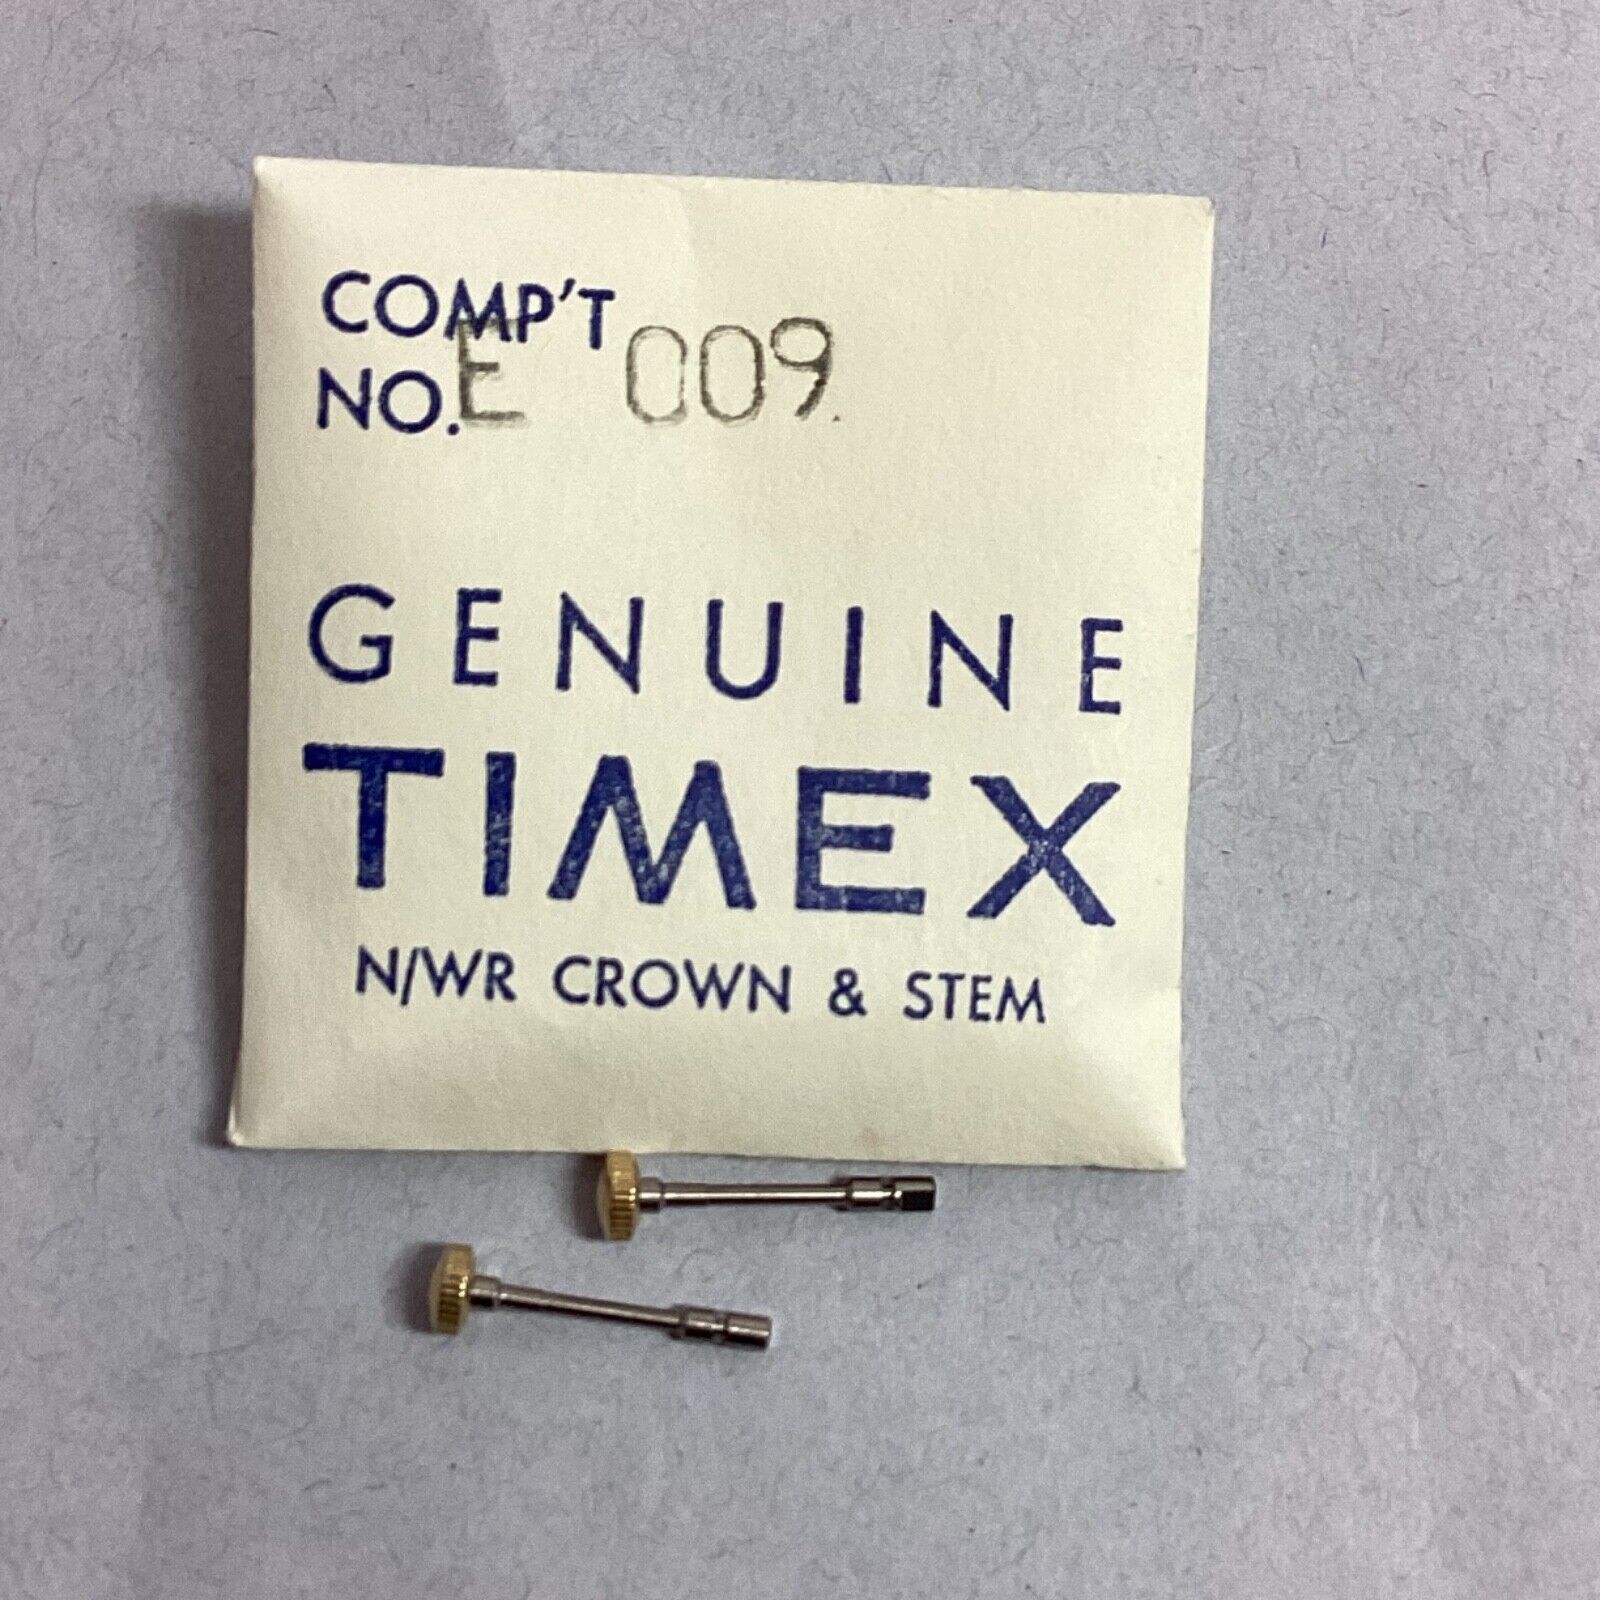 COMP'T
NO. E 009
GENUINE
TIMEX
N/WR CROWN & STEM